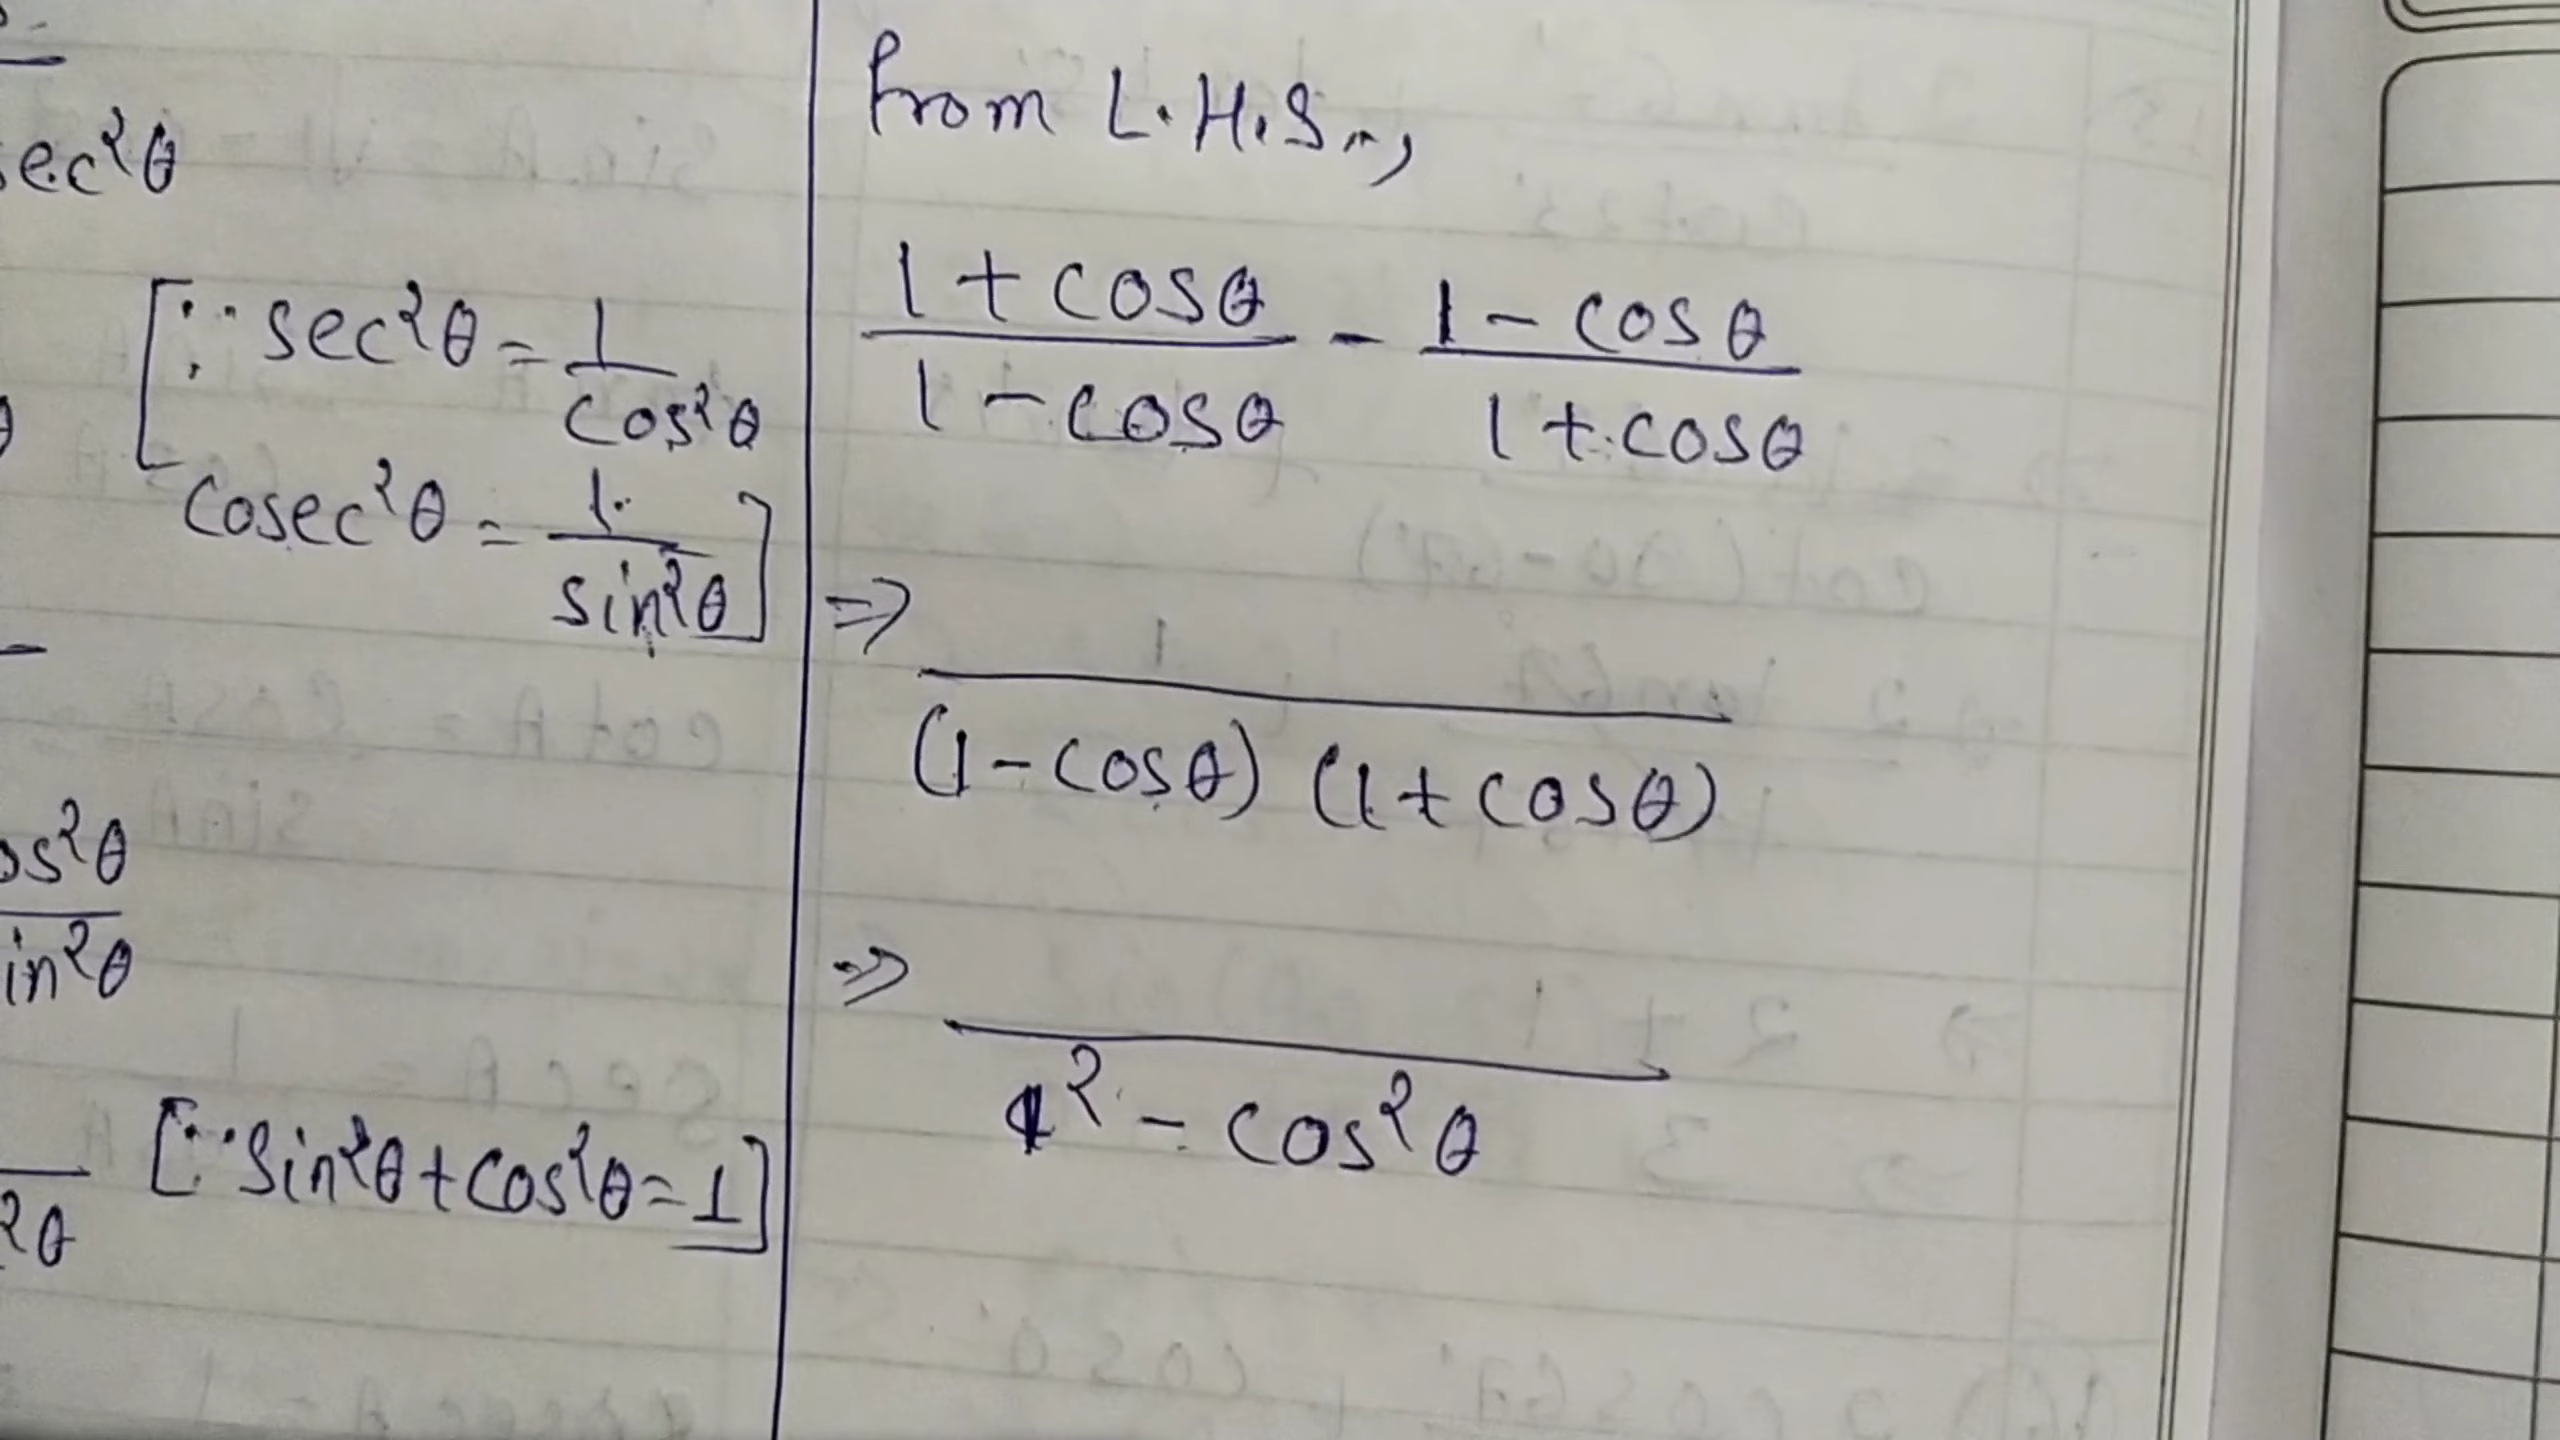 sec²θ
[∵ sec²θ = 1/cos²θ
cosec²θ = 1/sin²θ]
os²θ
in²θ
[∵ sin²θ + cos²θ = 1]
²θ
from L.H.S.,
1 + cosθ / 1 - cosθ - 1 - cosθ / 1 + cosθ
⇒ / (1 - cosθ) (1 + cosθ)
⇒ / 1² - cos²θ